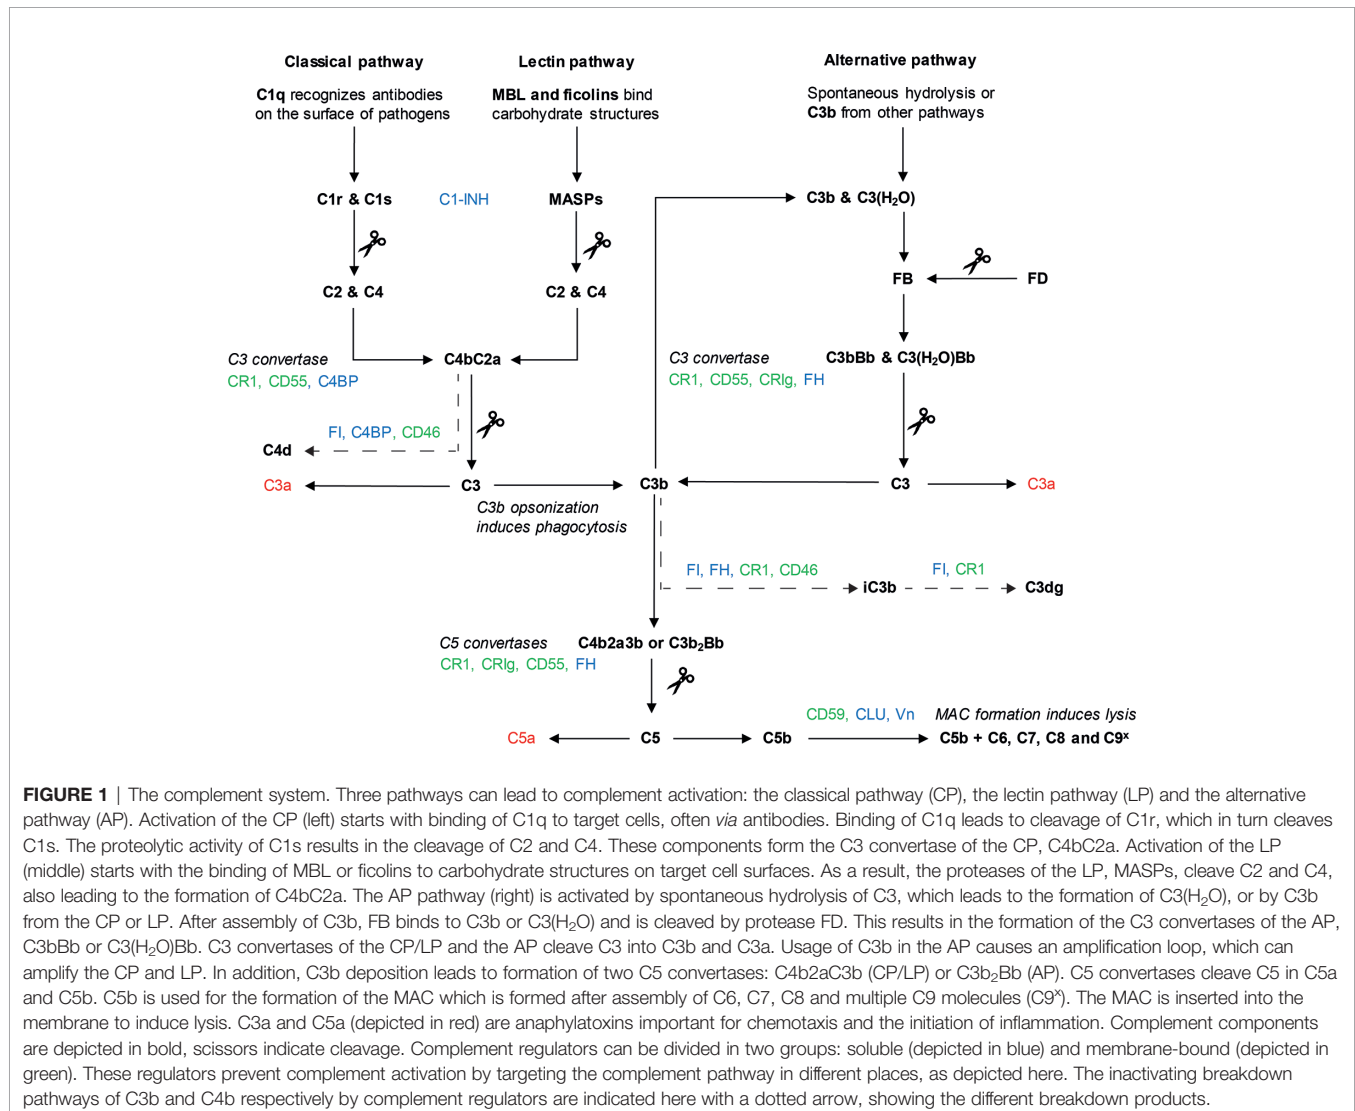 Classical pathway
Lectin pathway
Alternative pathway
C1q recognizes antibodies
on the surface of pathogens
MBL and ficolins bind
carbohydrate structures
Spontaneous hydrolysis or
C3b from other pathways
C1r & C1s
C1-INH
MASPs
C3b & C3(H₂O)
C2 & C4
C2 & C4
FB
FD
C3 convertase
CR1, CD55, C4BP
C4bC2a
C3 convertase
CR1, CD55, CRIg, FH
C3bBb & C3(H₂O)Bb
C4d
FI, C4BP, CD46
C3a
C3
C3b
C3
C3a
C3b opsonization
induces phagocytosis
FI, FH, CR1, CD46
iC3b
FI, CR1
C3dg
C5 convertases
CR1, CRIg, CD55, FH
C4b2a3b or C3b₂Bb
C5a
C5
C5b
CD59, CLU, Vn
MAC formation induces lysis
C5b + C6, C7, C8 and C9ˣ
FIGURE 1 | The complement system. Three pathways can lead to complement activation: the classical pathway (CP), the lectin pathway (LP) and the alternative
pathway (AP). Activation of the CP (left) starts with binding of C1q to target cells, often via antibodies. Binding of C1q leads to cleavage of C1r, which in turn cleaves
C1s. The proteolytic activity of C1s results in the cleavage of C2 and C4. These components form the C3 convertase of the CP, C4bC2a. Activation of the LP
(middle) starts with the binding of MBL or ficolins to carbohydrate structures on target cell surfaces. As a result, the proteases of the LP, MASPs, cleave C2 and C4,
also leading to the formation of C4bC2a. The AP pathway (right) is activated by spontaneous hydrolysis of C3, which leads to the formation of C3(H₂O), or by C3b
from the CP or LP. After assembly of C3b, FB binds to C3b or C3(H₂O) and is cleaved by protease FD. This results in the formation of the C3 convertases of the AP,
C3bBb or C3(H₂O)Bb. C3 convertases of the CP/LP and the AP cleave C3 into C3b and C3a. Usage of C3b in the AP causes an amplification loop, which can
amplify the CP and LP. In addition, C3b deposition leads to formation of two C5 convertases: C4b2aC3b (CP/LP) or C3b₂Bb (AP). C5 convertases cleave C5 in C5a
and C5b. C5b is used for the formation of the MAC which is formed after assembly of C6, C7, C8 and multiple C9 molecules (C9ˣ). The MAC is inserted into the
membrane to induce lysis. C3a and C5a (depicted in red) are anaphylatoxins important for chemotaxis and the initiation of inflammation. Complement components
are depicted in bold, scissors indicate cleavage. Complement regulators can be divided in two groups: soluble (depicted in blue) and membrane-bound (depicted in
green). These regulators prevent complement activation by targeting the complement pathway in different places, as depicted here. The inactivating breakdown
pathways of C3b and C4b respectively by complement regulators are indicated here with a dotted arrow, showing the different breakdown products.